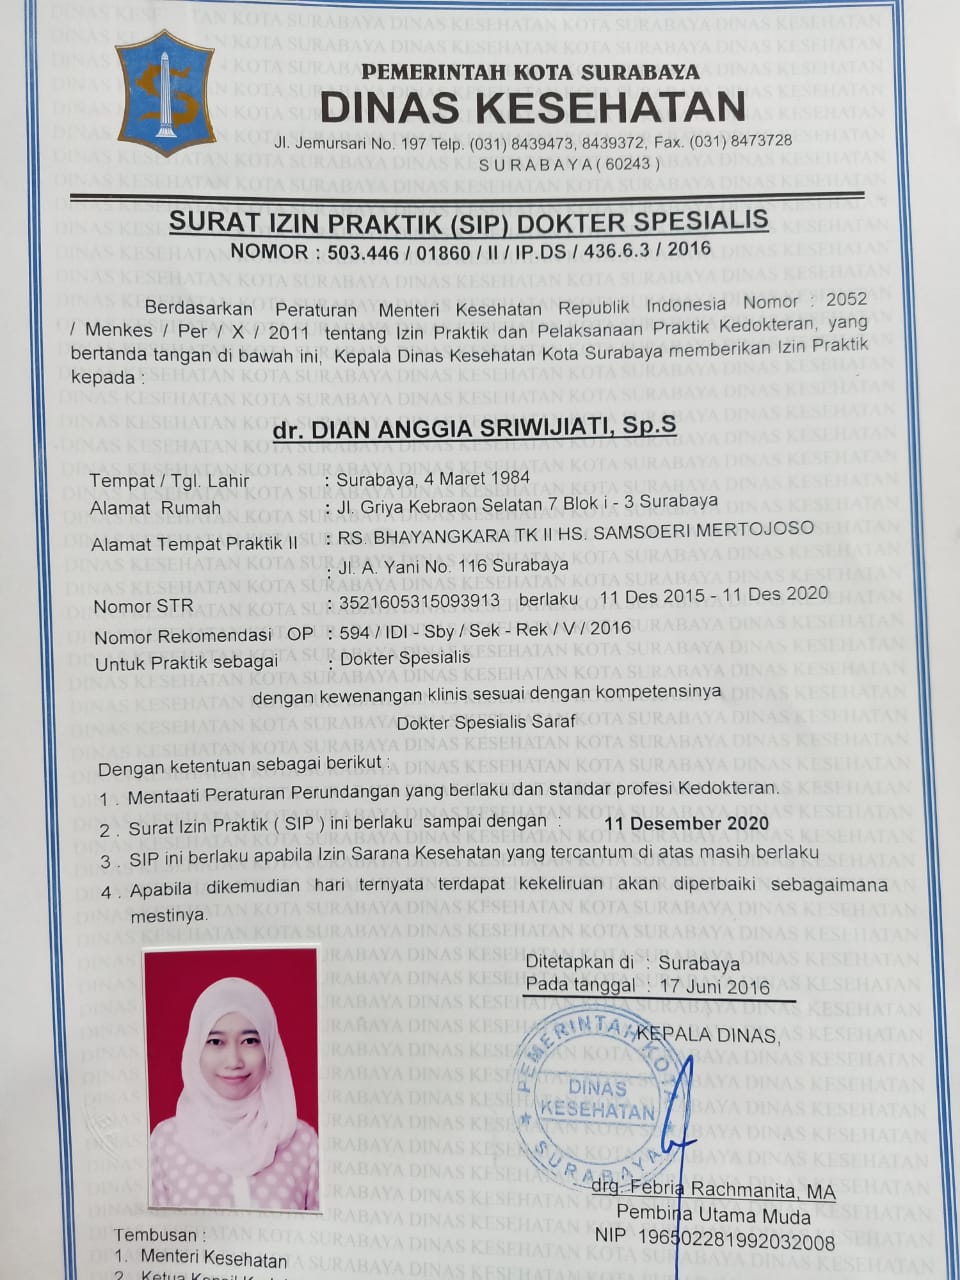 PEMERINTAH KOTA SURABAYA
DINAS KESEHATAN
Jl. Jemursari No. 197 Telp. (031) 8439473, 8439372, Fax. (031) 8473728
SURABAYA ( 60243 )
SURAT IZIN PRAKTIK (SIP) DOKTER SPESIALIS
NOMOR : 503.446 / 01860 / II / IP.DS / 436.6.3 / 2016
Berdasarkan Peraturan Menteri Kesehatan Republik Indonesia Nomor : 2052
/ Menkes / Per / X / 2011 tentang Izin Praktik dan Pelaksanaan Praktik Kedokteran, yang
bertanda tangan di bawah ini, Kepala Dinas Kesehatan Kota Surabaya memberikan Izin Praktik
kepada :
dr. DIAN ANGGIA SRIWIJIATI, Sp.S
Tempat / Tgl. Lahir : Surabaya, 4 Maret 1984
Alamat Rumah : Jl. Griya Kebraon Selatan 7 Blok i - 3 Surabaya
Alamat Tempat Praktik II : RS. BHAYANGKARA TK II HS. SAMSOERI MERTOJOSO
: Jl. A. Yani No. 116 Surabaya
Nomor STR : 3521605315093913 berlaku 11 Des 2015 - 11 Des 2020
Nomor Rekomendasi OP : 594 / IDI - Sby / Sek - Rek / V / 2016
Untuk Praktik sebagai : Dokter Spesialis
dengan kewenangan klinis sesuai dengan kompetensinya
Dokter Spesialis Saraf
Dengan ketentuan sebagai berikut :
1 . Mentaati Peraturan Perundangan yang berlaku dan standar profesi Kedokteran.
2 . Surat Izin Praktik ( SIP ) ini berlaku sampai dengan : 11 Desember 2020
3 . SIP ini berlaku apabila Izin Sarana Kesehatan yang tercantum di atas masih berlaku
4 . Apabila dikemudian hari ternyata terdapat kekeliruan akan diperbaiki sebagaimana
mestinya.
Ditetapkan di : Surabaya
Pada tanggal : 17 Juni 2016
KEPALA DINAS,
PEMERINTAH KOTA
DINAS
KESEHATAN
SURABAYA
drg. Febria Rachmanita, MA
Pembina Utama Muda
NIP 196502281992032008
Tembusan :
1. Menteri Kesehatan
2. Ketua